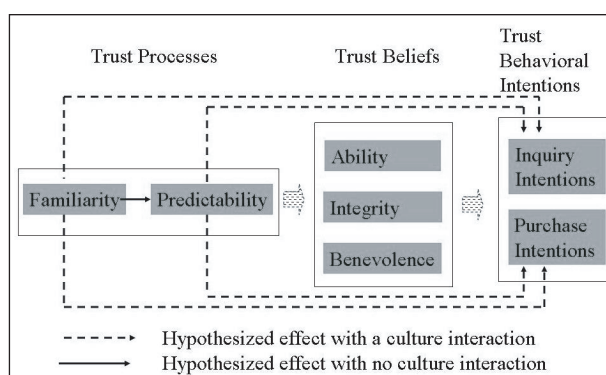 Trust Processes
Trust Beliefs
Trust
Behavioral
Intentions
Familiarity
Predictability
Ability
Integrity
Benevolence
Inquiry
Intentions
Purchase
Intentions
Hypothesized effect with a culture interaction
Hypothesized effect with no culture interaction